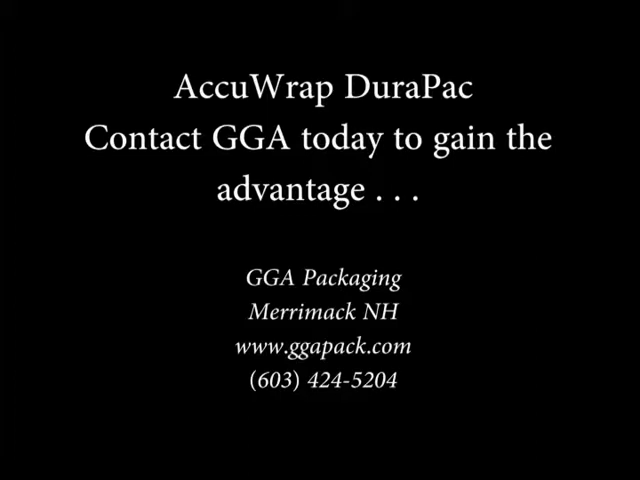 AccuWrap DuraPac
Contact GGA today to gain the
advantage . . .
GGA Packaging
Merrimack NH
www.ggapack.com
(603) 424-5204